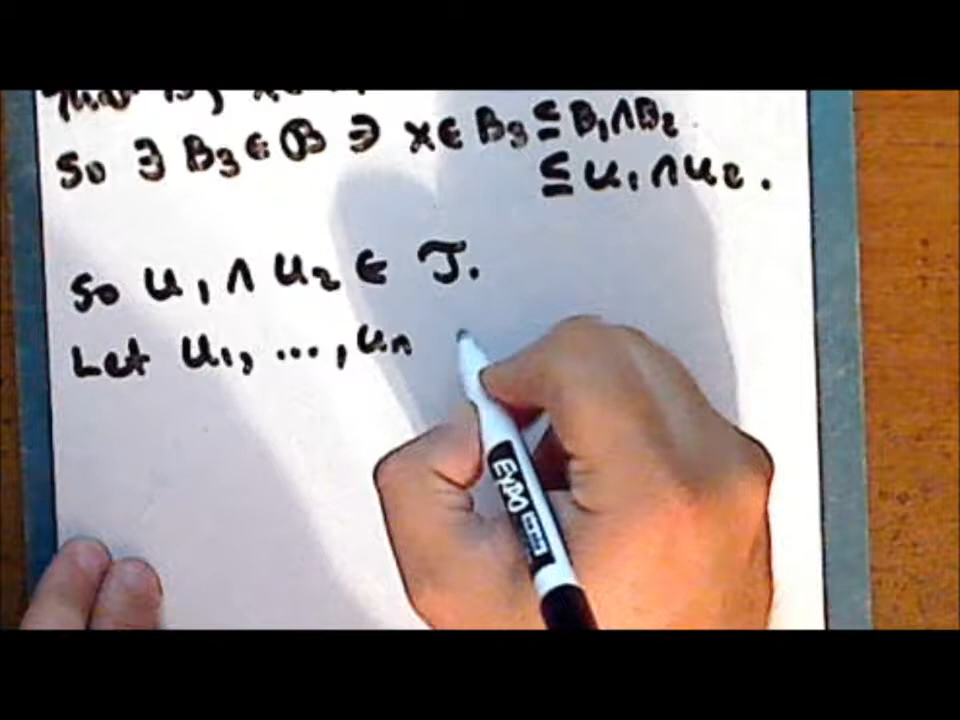 So ∃ B₃ ∈ ℬ ∋ x ∈ B₃ ⊆ B₁ ∩ B₂
⊆ U₁ ∩ U₂.
So U₁ ∩ U₂ ∈ 𝒯.
Let U₁, ..., Uₙ
EXPO